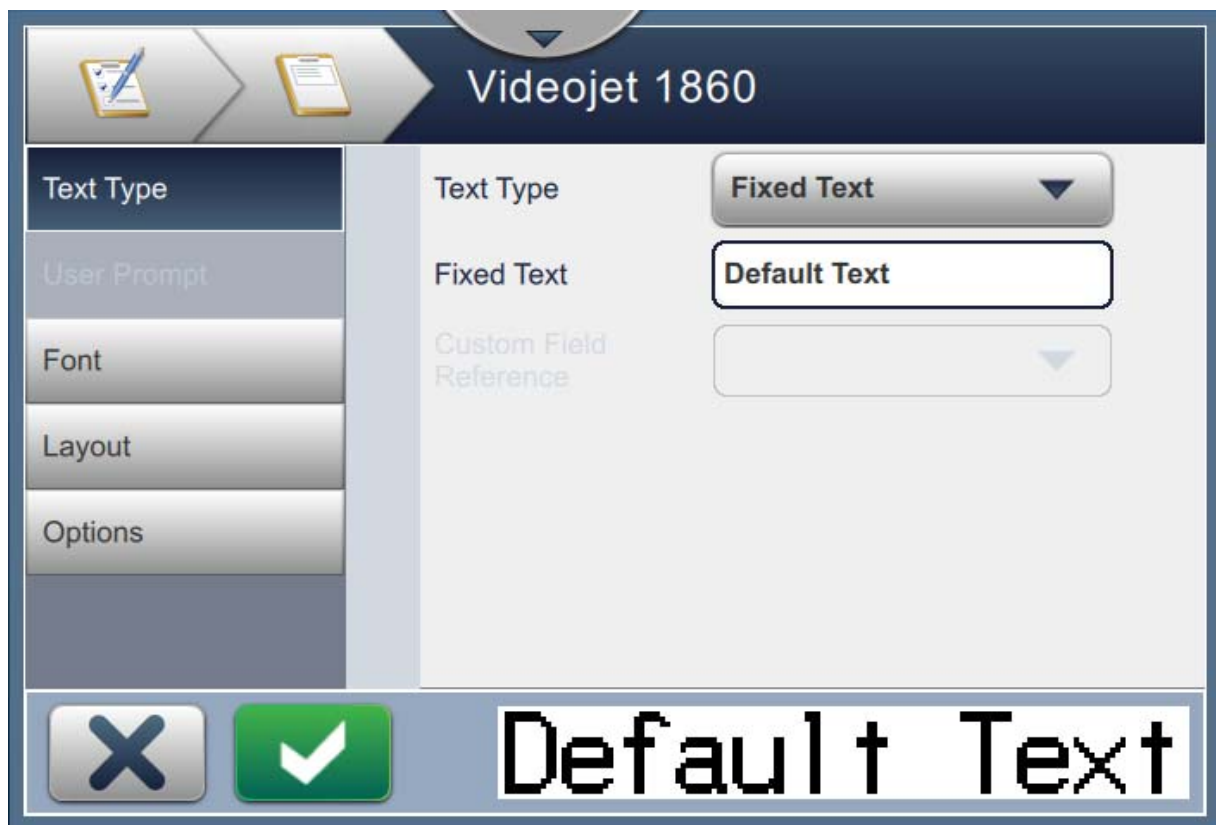 Videojet 1860
Text Type
User Prompt
Font
Layout
Options
Text Type
Fixed Text
Fixed Text
Default Text
Custom Field
Reference
Default Text